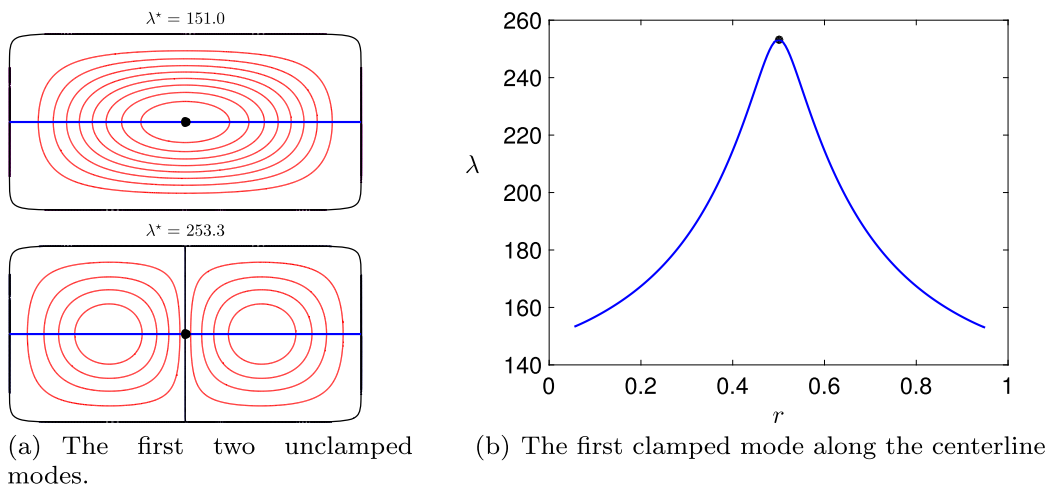 λ* = 151.0
λ* = 253.3
(a) The first two unclamped
modes.
260
240
220
200
180
160
140
λ
0
0.2
0.4
0.6
0.8
1
r
(b) The first clamped mode along the centerline